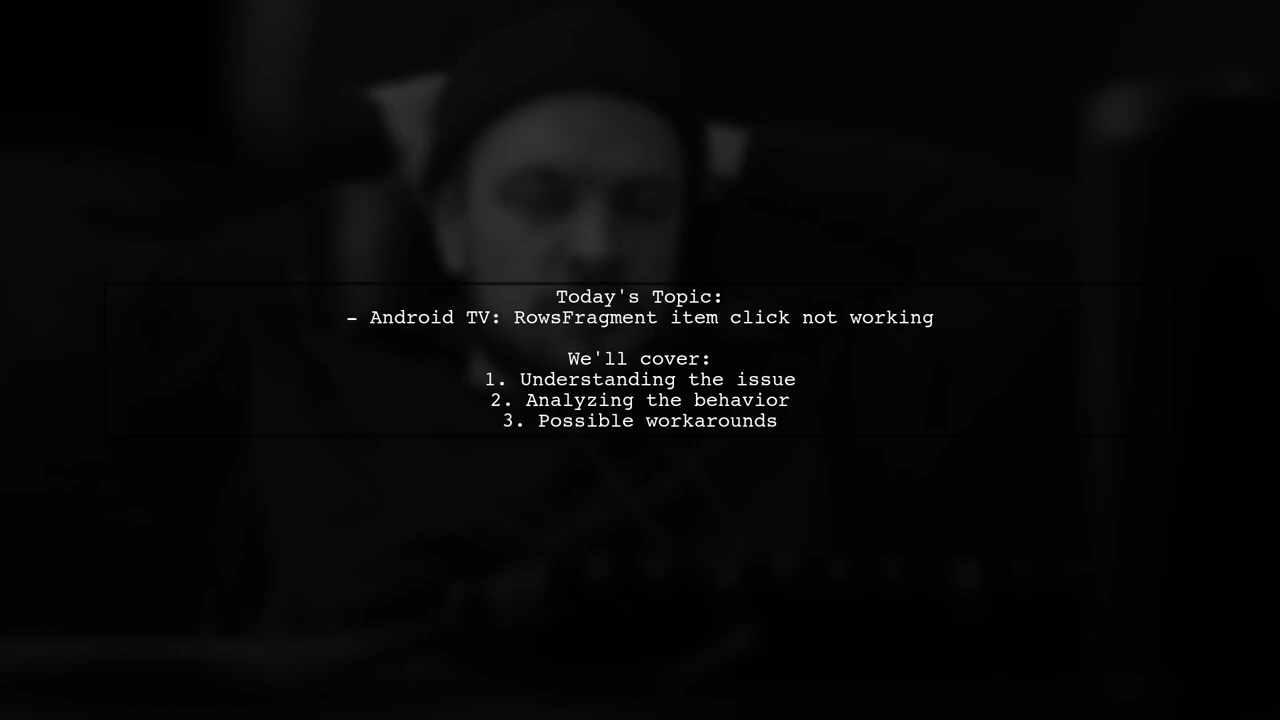 Today's Topic:
– Android TV: RowsFragment item click not working
We'll cover:
1. Understanding the issue
2. Analyzing the behavior
3. Possible workarounds